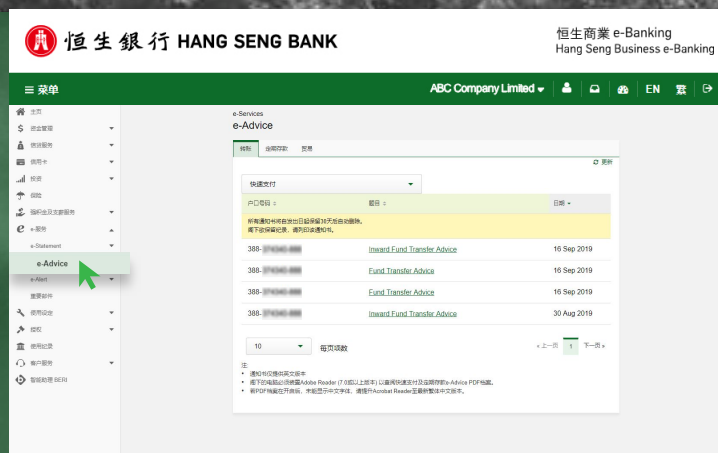 恒生銀行 HANG SENG BANK
恒生商業 e-Banking
Hang Seng Business e-Banking
菜单
ABC Company Limited
EN 繁
主页
资金管理
信贷服务
信用卡
投资
保险
强积金及支薪服务
e-服务
e-Statement
e-Advice
e-Alert
重要邮件
使用设定
授权
使用纪录
客户服务
智能助理 BERI
e-Services
e-Advice
转账 定期存款 贸易
更新
快速支付
户口号码 题目 日期
所有通知书将自发出日起保留38天后自动删除。
阁下欲保留纪录，请列印该通知书。
388- Inward Fund Transfer Advice 16 Sep 2019
388- Fund Transfer Advice 16 Sep 2019
388- Fund Transfer Advice 16 Sep 2019
388- Inward Fund Transfer Advice 30 Aug 2019
10 每页项数 «上一页 1 下一页»
注:
• 通知书仅提供英文版本
• 阁下的电脑必须装置Adobe Reader (7.0或以上版本) 以查阅快速支付及定期存款e-Advice PDF档案。
• 若PDF档案在开启后，未能显示中文字体，请提升Acrobat Reader至最新繁体中文版本。